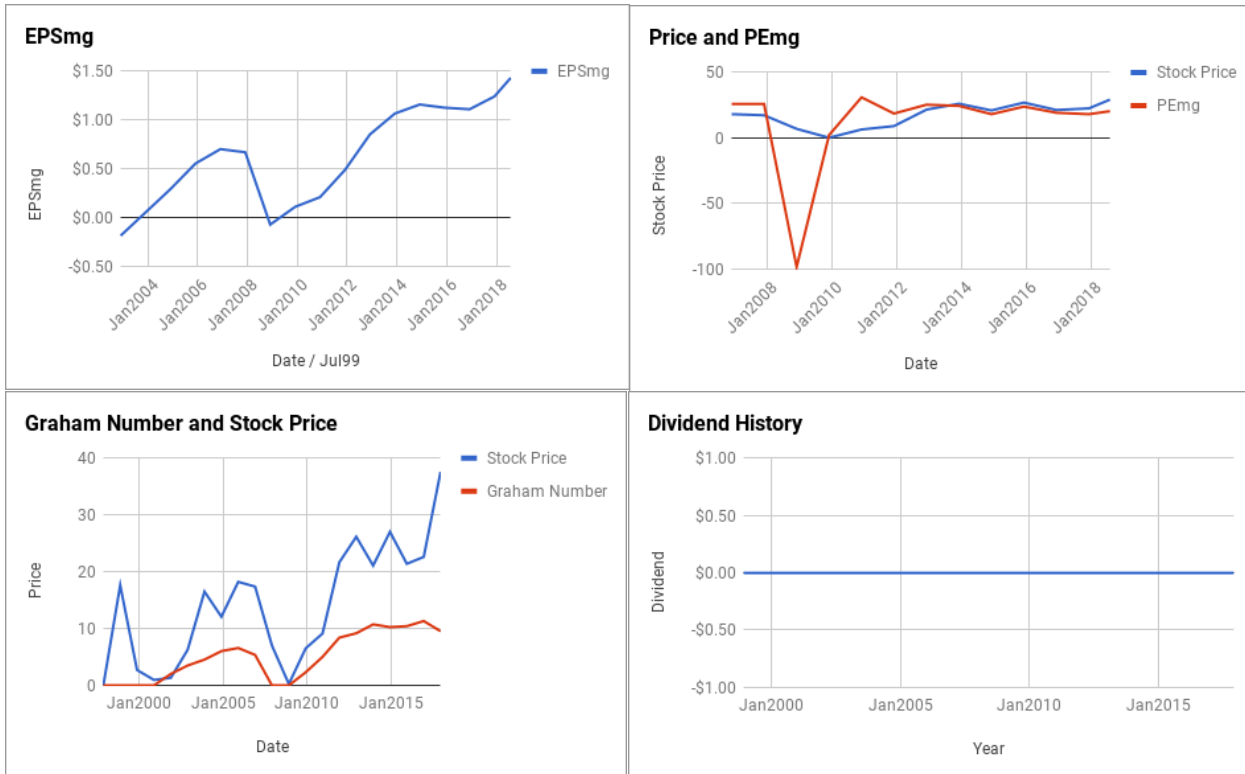 EPSmg
EPSmg
$1.50
$1.00
$0.50
$0.00
-$0.50
EPSmg
Jan2004
Jan2006
Jan2008
Jan2010
Jan2012
Jan2014
Jan2016
Jan2018
Date / Jul99
Price and PEmg
Stock Price
PEmg
50
0
-50
-100
Stock Price
Jan2008
Jan2010
Jan2012
Jan2014
Jan2016
Jan2018
Date
Graham Number and Stock Price
Stock Price
Graham Number
40
30
20
10
0
Price
Jan2000
Jan2005
Jan2010
Jan2015
Date
Dividend History
$1.00
$0.50
$0.00
-$0.50
-$1.00
Dividend
Jan2000
Jan2005
Jan2010
Jan2015
Year